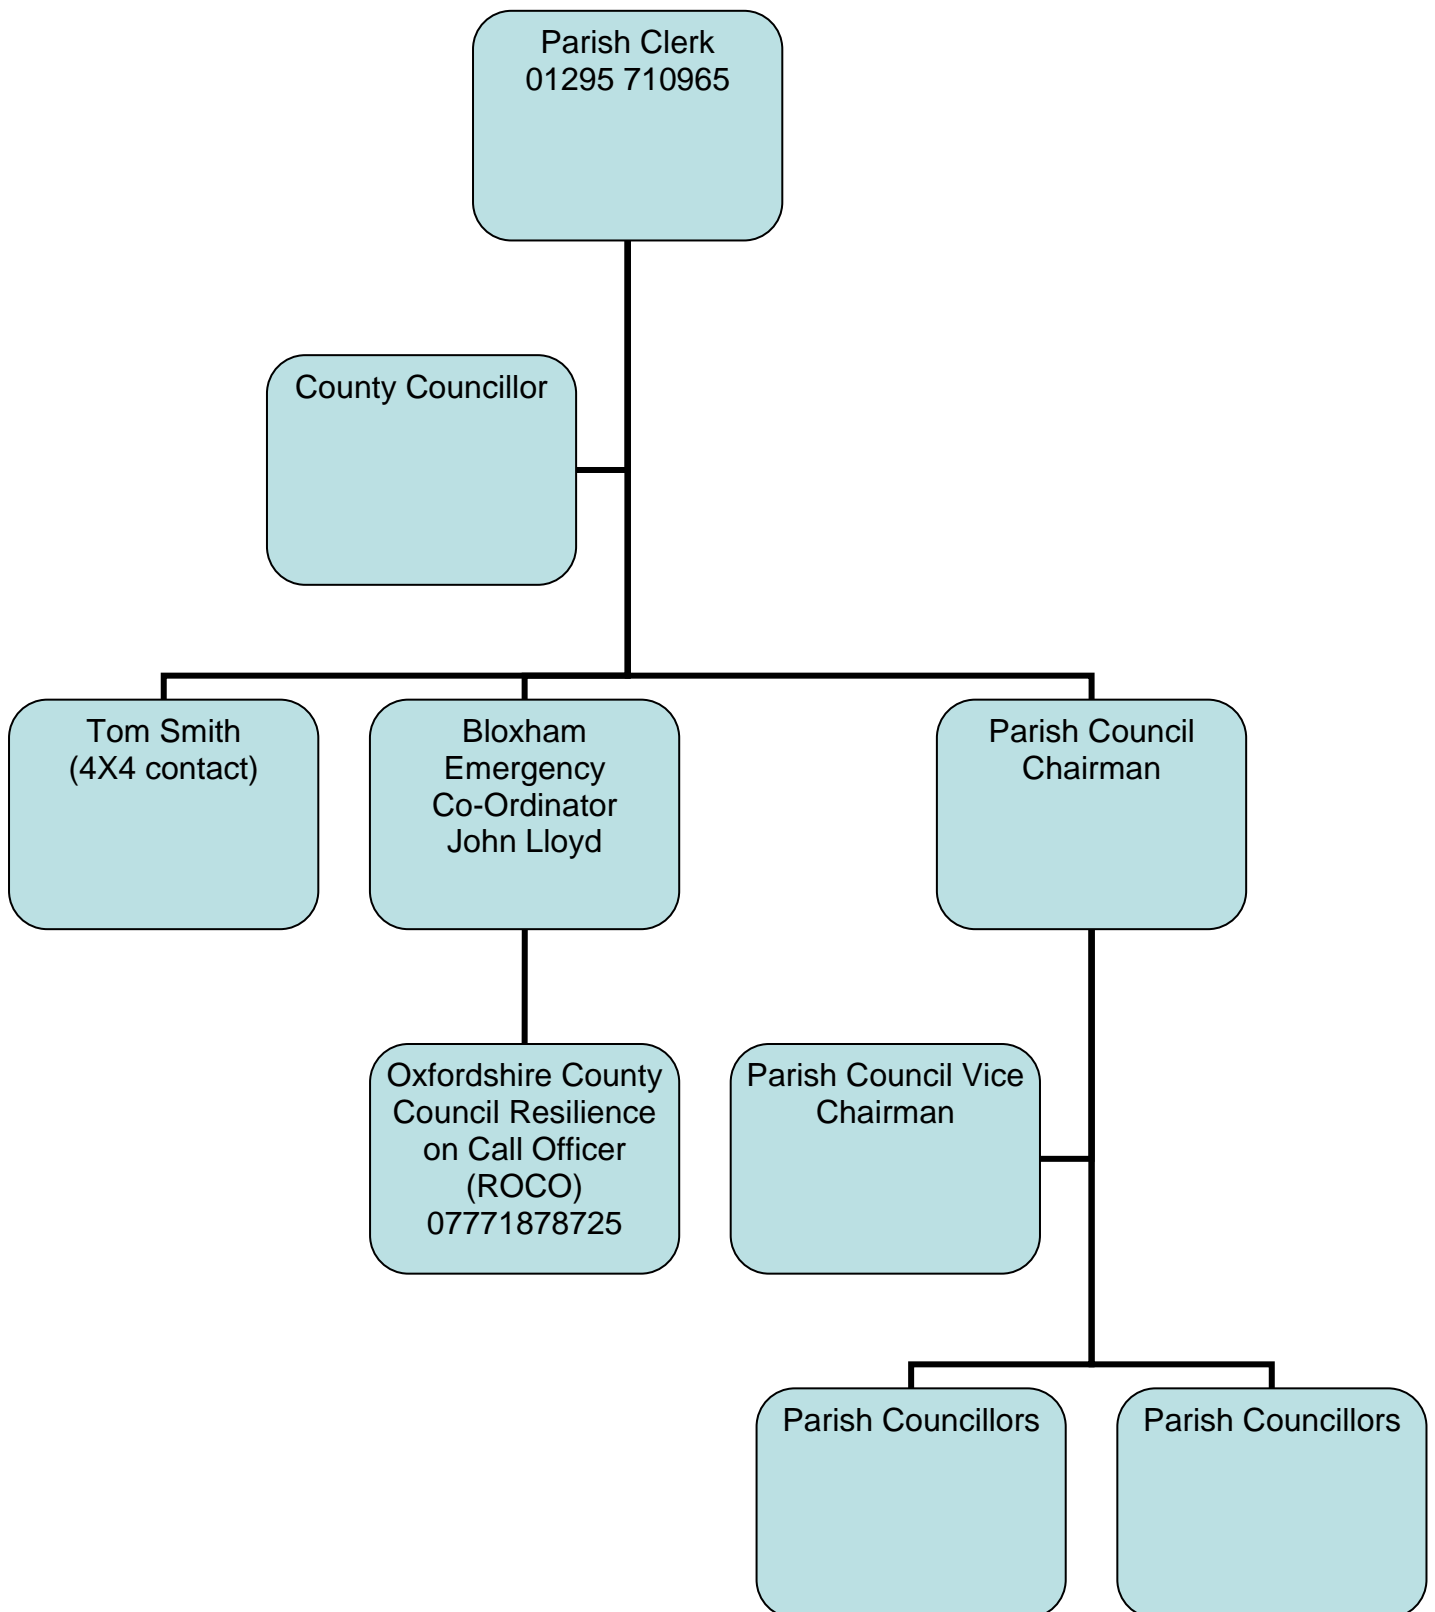 Parish Clerk
01295 710965
County Councillor
Tom Smith
(4X4 contact)
Bloxham
Emergency
Co-Ordinator
John Lloyd
Parish Council
Chairman
Oxfordshire County
Council Resilience
on Call Officer
(ROCO)
07771878725
Parish Council Vice
Chairman
Parish Councillors
Parish Councillors